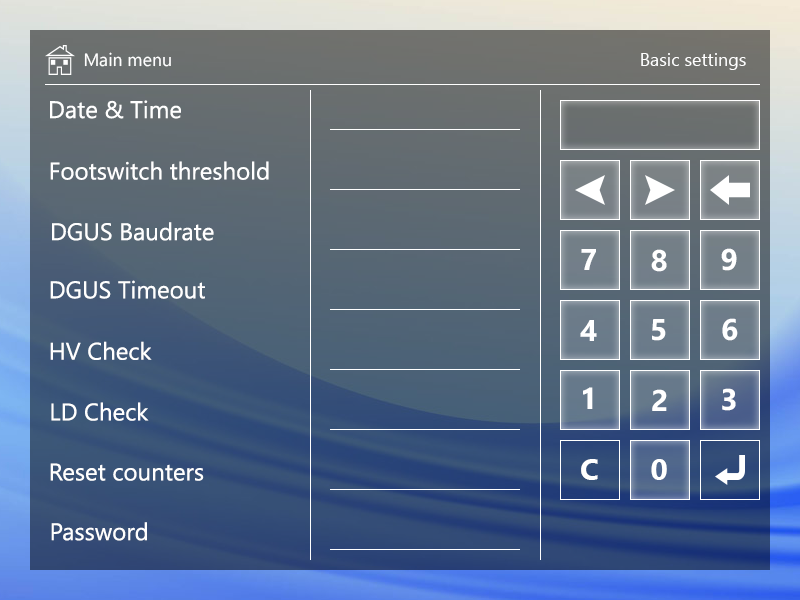 Main menu
Basic settings
Date & Time
Footswitch threshold
DGUS Baudrate
DGUS Timeout
HV Check
LD Check
Reset counters
Password
7 8 9
4 5 6
1 2 3
C 0